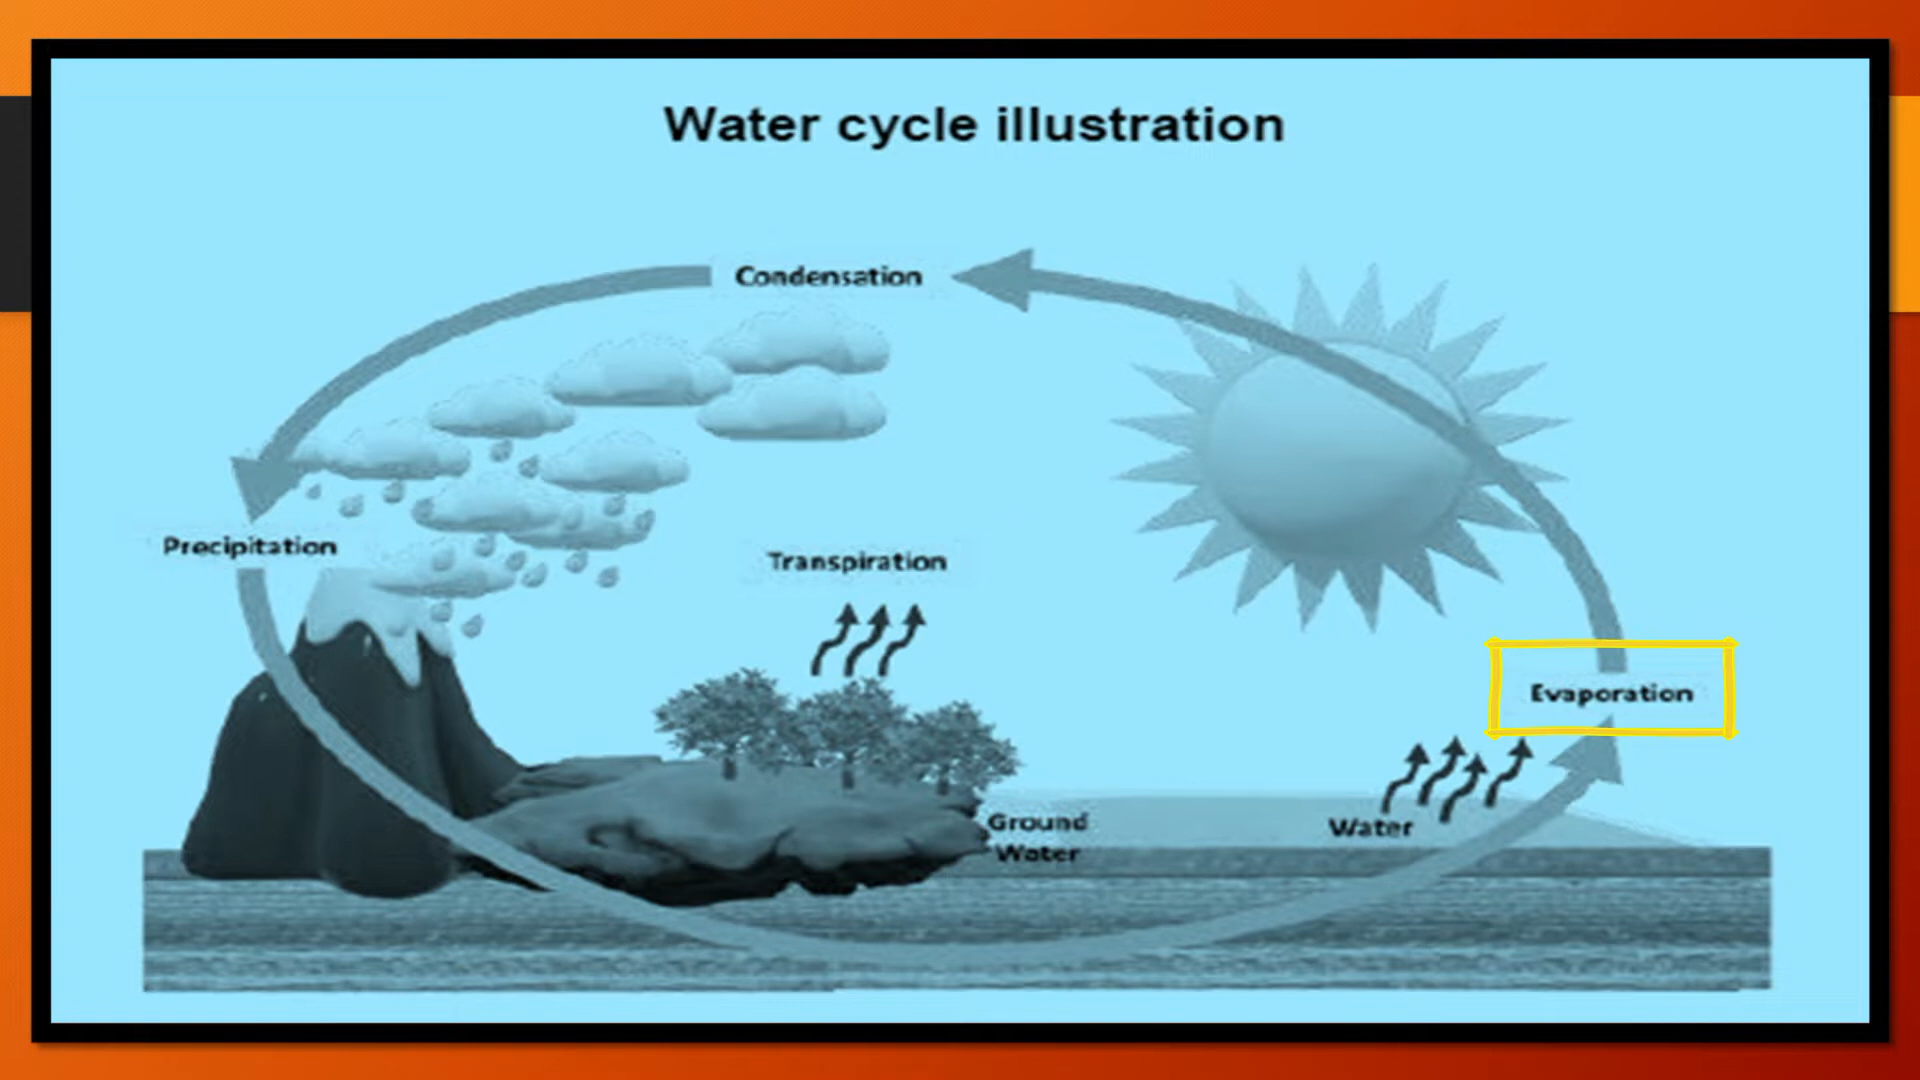 Water cycle illustration
Condensation
Precipitation
Transpiration
Evaporation
Ground
Water
Water